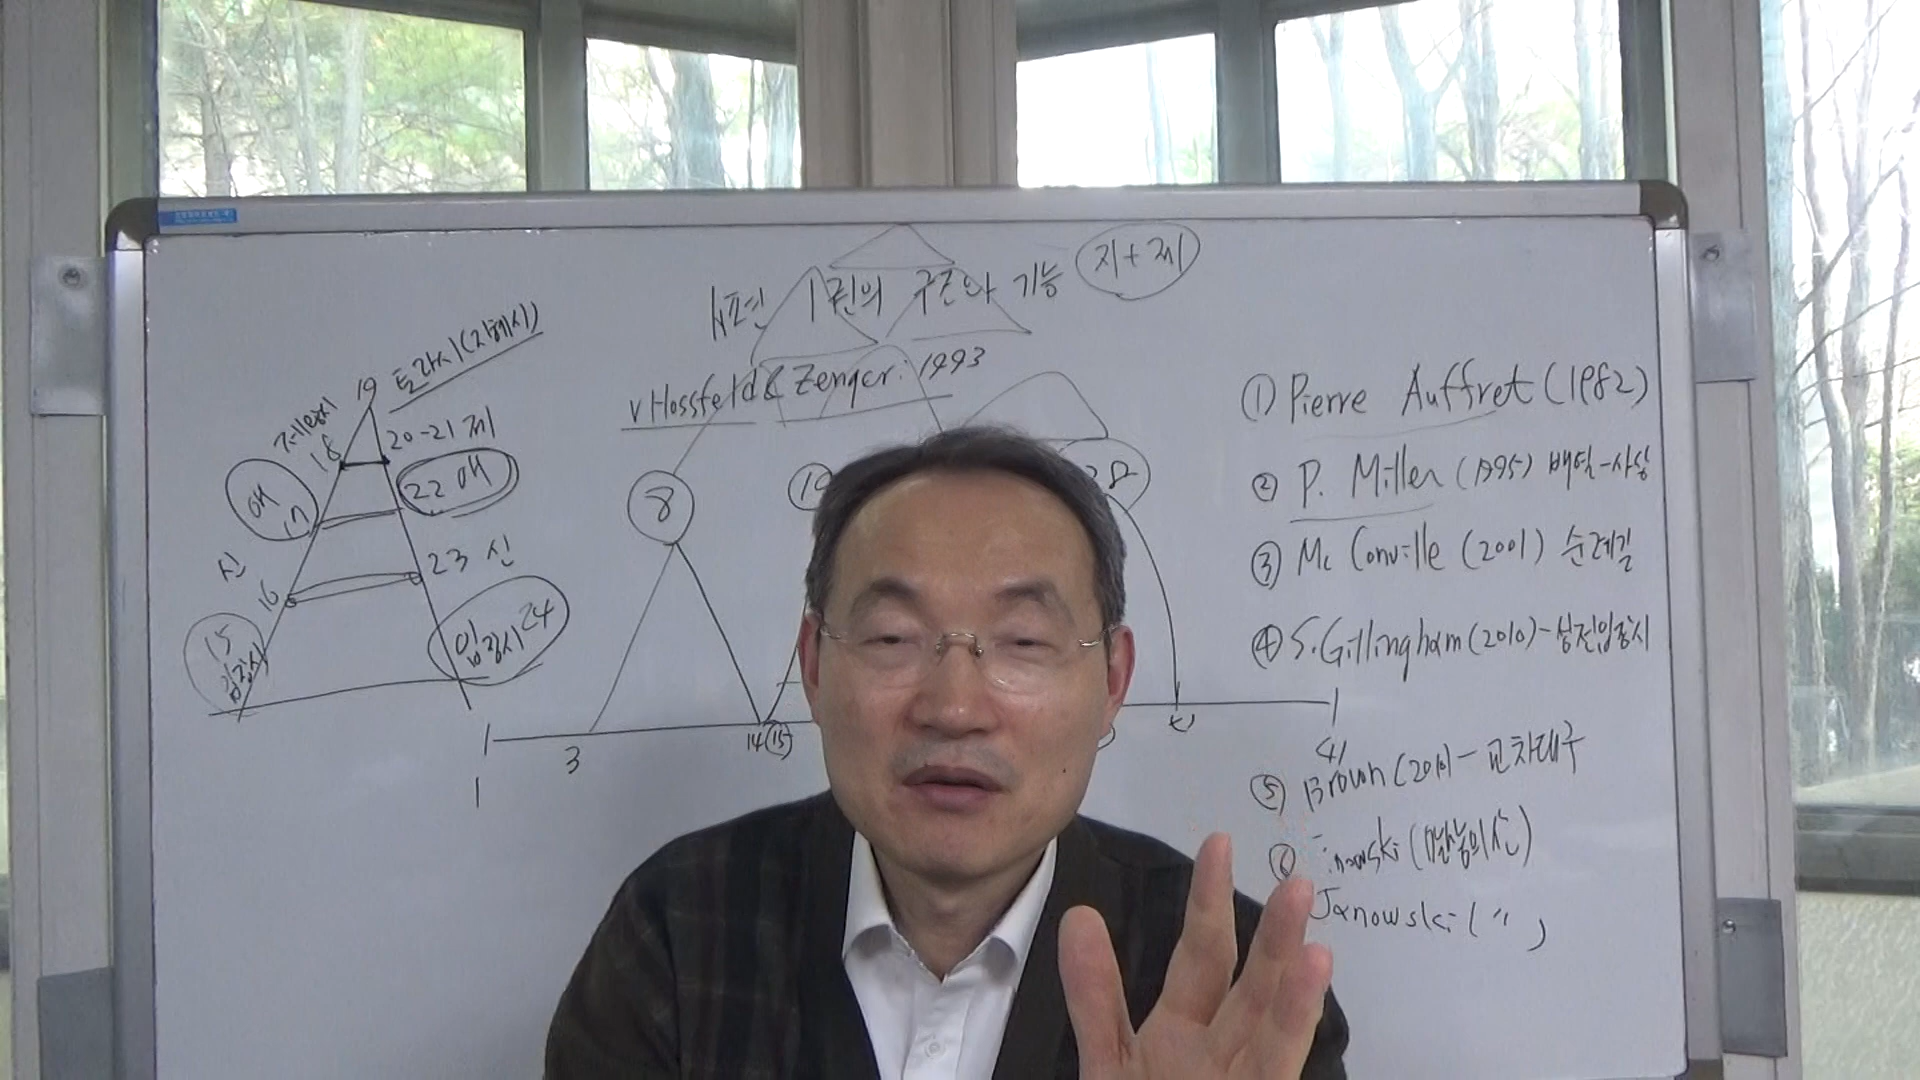 시편 1권의 구조와 기능 지+제
v Hossfeld & Zenger: 1993
토라시(지혜시)
19
제왕시
18
20-21 제
애
17
22 애
신
16
23 신
15
입장시
입장시 24
8
19
14 15
3
1
41
1
① Pierre Auffret (1982)
② P. Miller (1995)
③ Mc Conville (2001) 순례길
④ S. Gillingham (2010) - 성전입장시
⑤ Brown (2010 - 교차대구
⑥ inowski (
Janowski ( " )